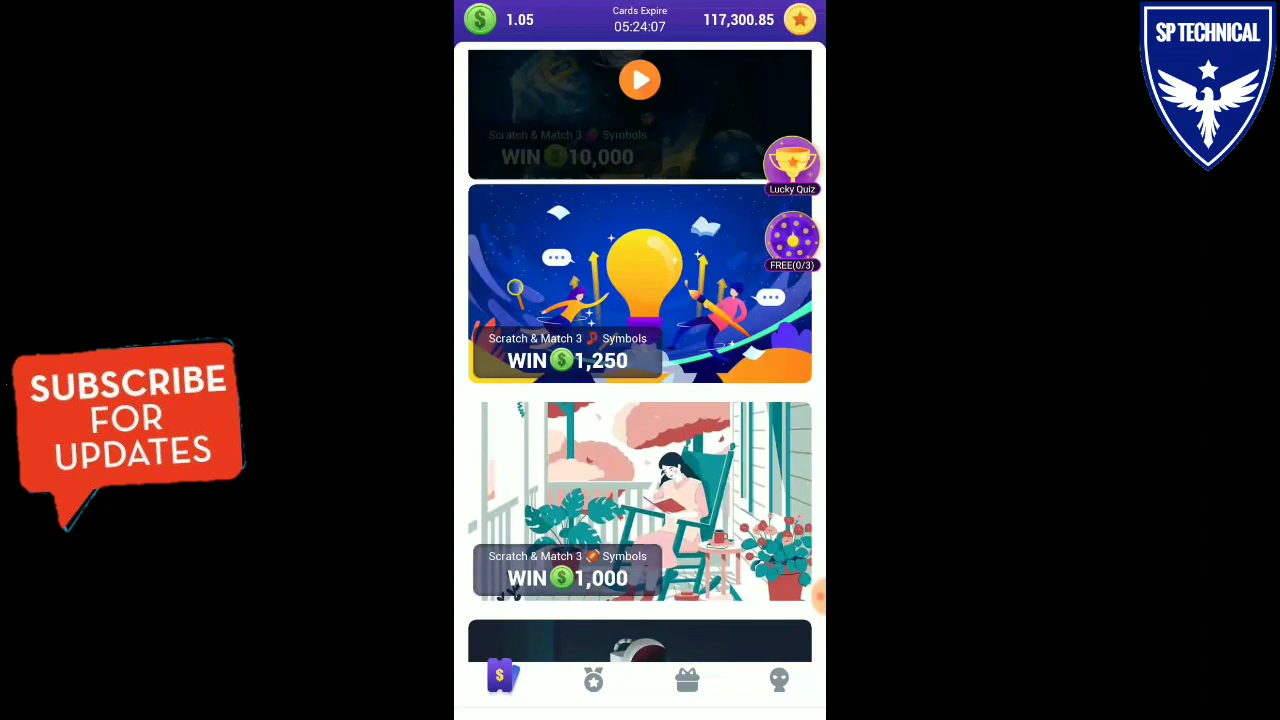 1.05
Cards Expire
05:24:07
117,300.85
SP TECHNICAL
Scratch & Match 3 Symbols
WIN $ 10,000
Lucky Quiz
FREE(0/3)
Scratch & Match 3 Symbols
WIN $ 1,250
SUBSCRIBE
FOR
UPDATES
Scratch & Match 3 Symbols
WIN $ 1,000
$